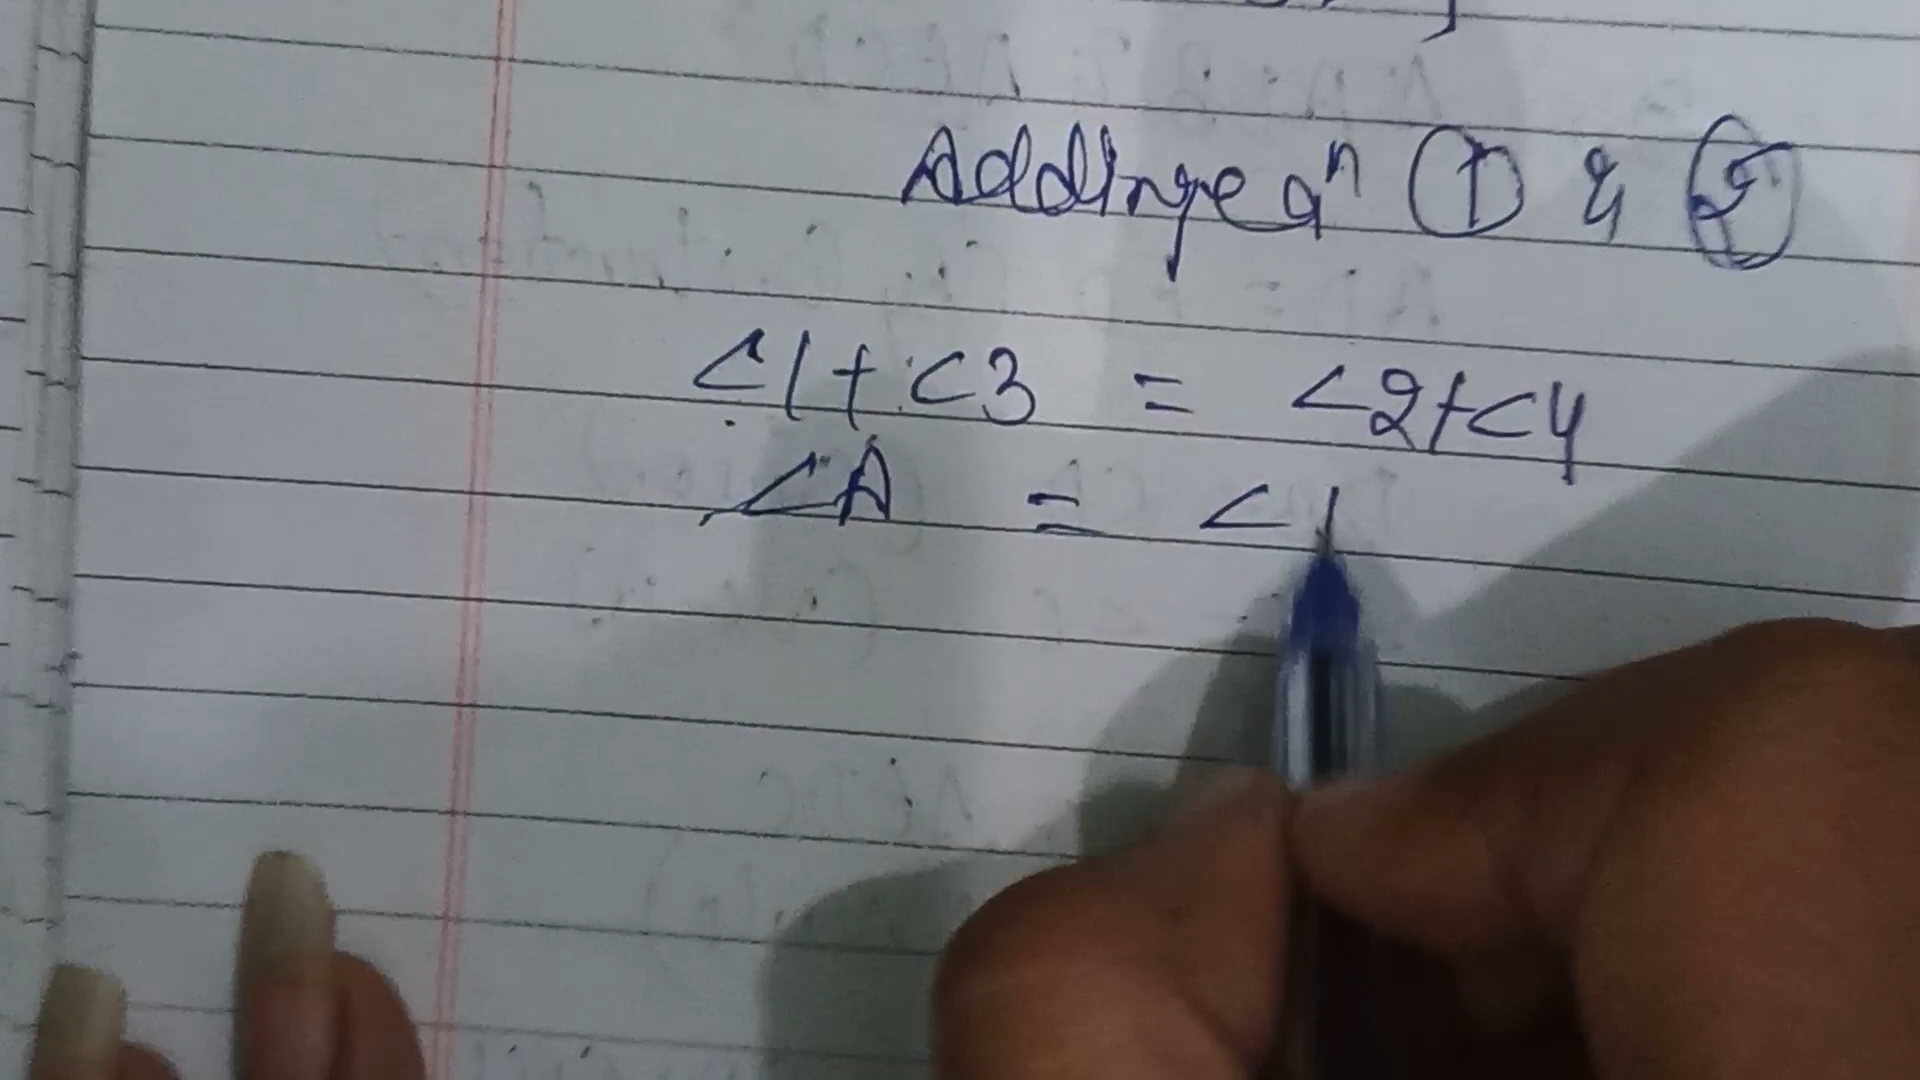 Adding eqⁿ ① & ②
∠1+∠3 = ∠2+∠4
∠A = ∠